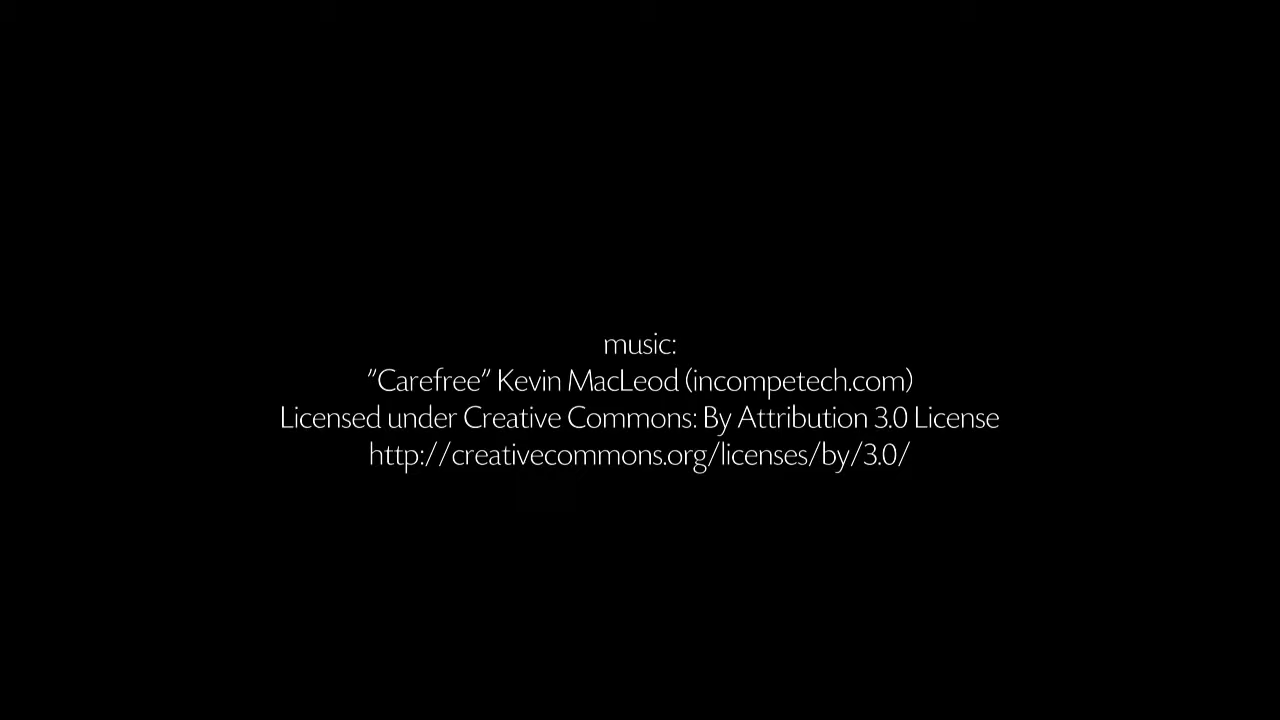 music:
"Carefree" Kevin MacLeod (incompetech.com)
Licensed under Creative Commons: By Attribution 3.0 License
http://creativecommons.org/licenses/by/3.0/